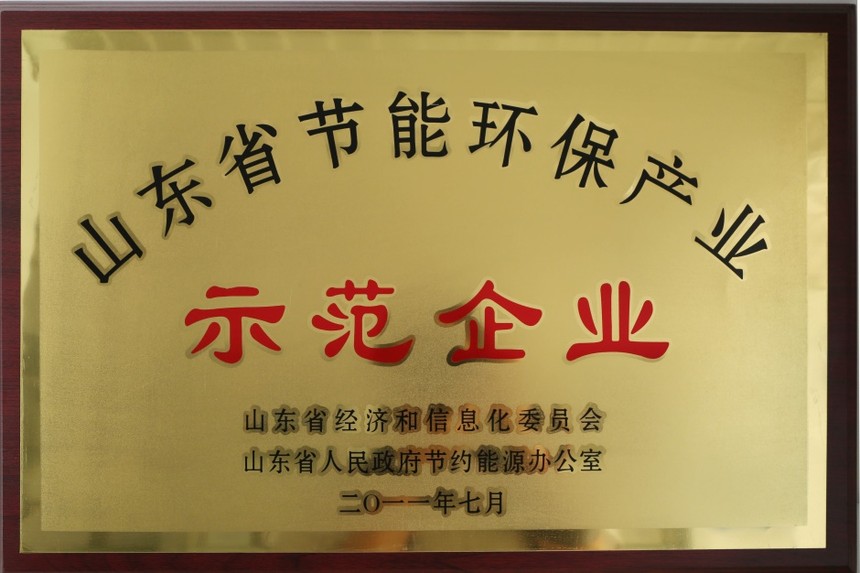 山东省节能环保产业
示范企业
山东省经济和信息化委员会
山东省人民政府节约能源办公室
二〇一一年七月